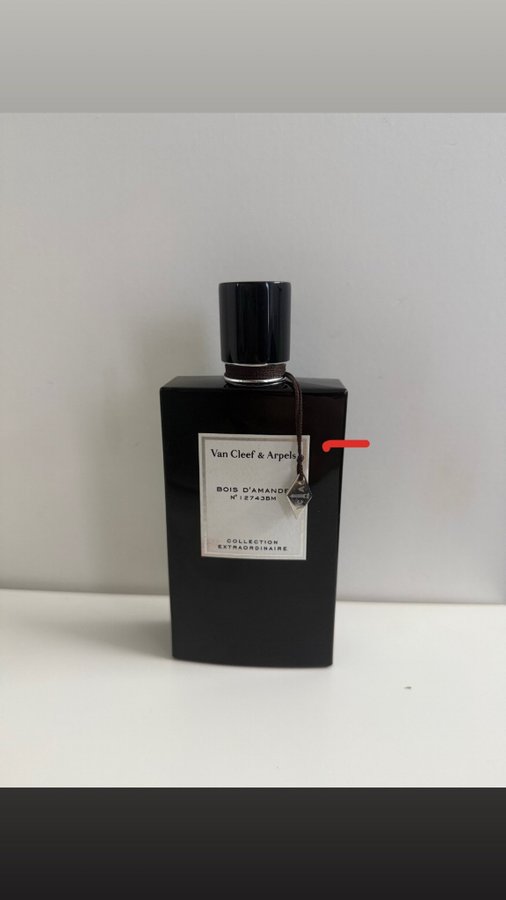 Van Cleef & Arpels
BOIS D'AMANDE
N° 12743BM
COLLECTION
EXTRAORDINAIRE